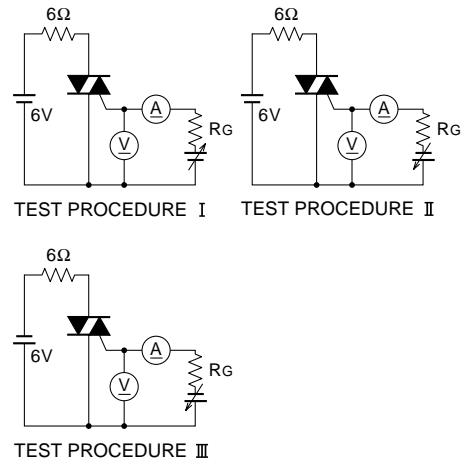 6Ω
6V
A
V
RG
TEST PROCEDURE Ⅰ
6Ω
6V
A
V
RG
TEST PROCEDURE Ⅱ
6Ω
6V
A
V
RG
TEST PROCEDURE Ⅲ